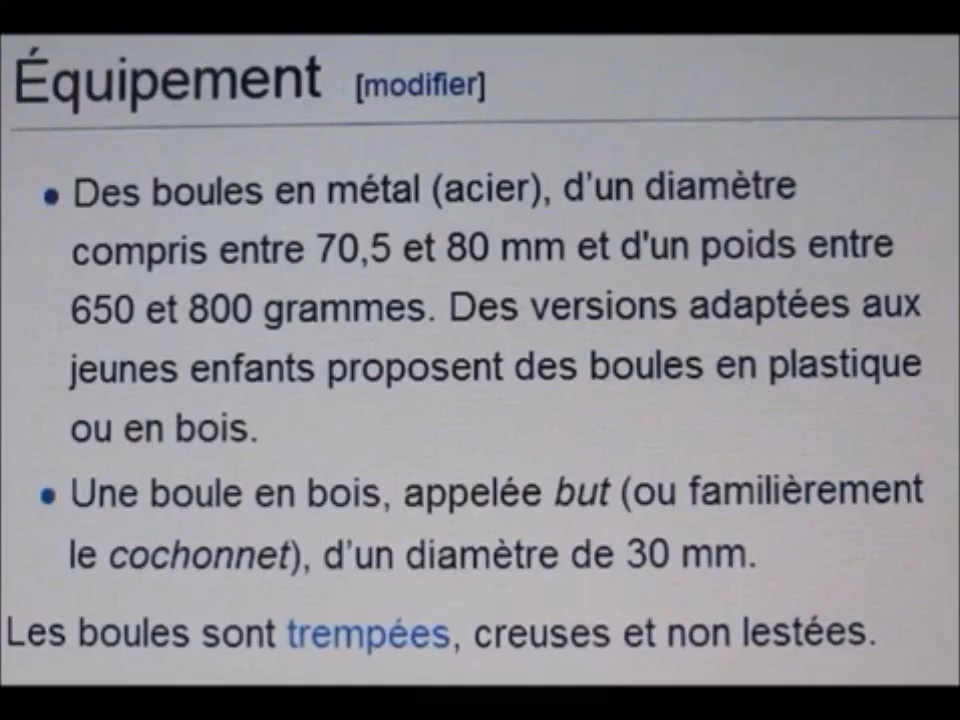 Équipement [modifier]
Des boules en métal (acier), d’un diamètre
compris entre 70,5 et 80 mm et d'un poids entre
650 et 800 grammes. Des versions adaptées aux
jeunes enfants proposent des boules en plastique
ou en bois.
Une boule en bois, appelée but (ou familièrement
le cochonnet), d’un diamètre de 30 mm.
Les boules sont trempées, creuses et non lestées.